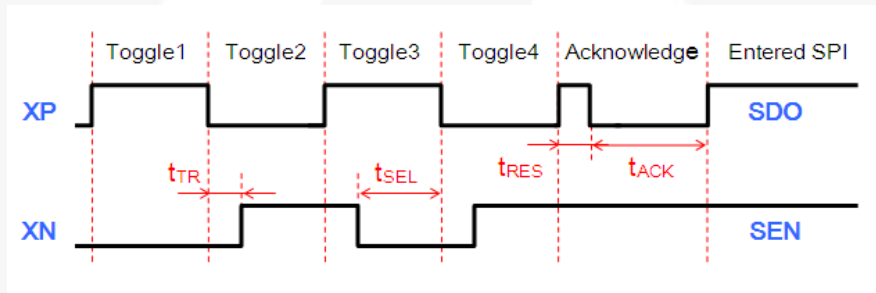 Toggle1 Toggle2 Toggle3 Toggle4 Acknowledge Entered SPI
XP SDO
tTR tSEL tRES tACK
XN SEN